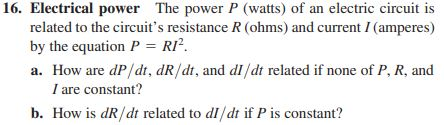 16. Electrical power The power P (watts) of an electric circuit is
related to the circuit's resistance R (ohms) and current I (amperes)
by the equation P = RI².
a. How are dP/dt, dR/dt, and dI/dt related if none of P, R, and
I are constant?
b. How is dR/dt related to dI/dt if P is constant?